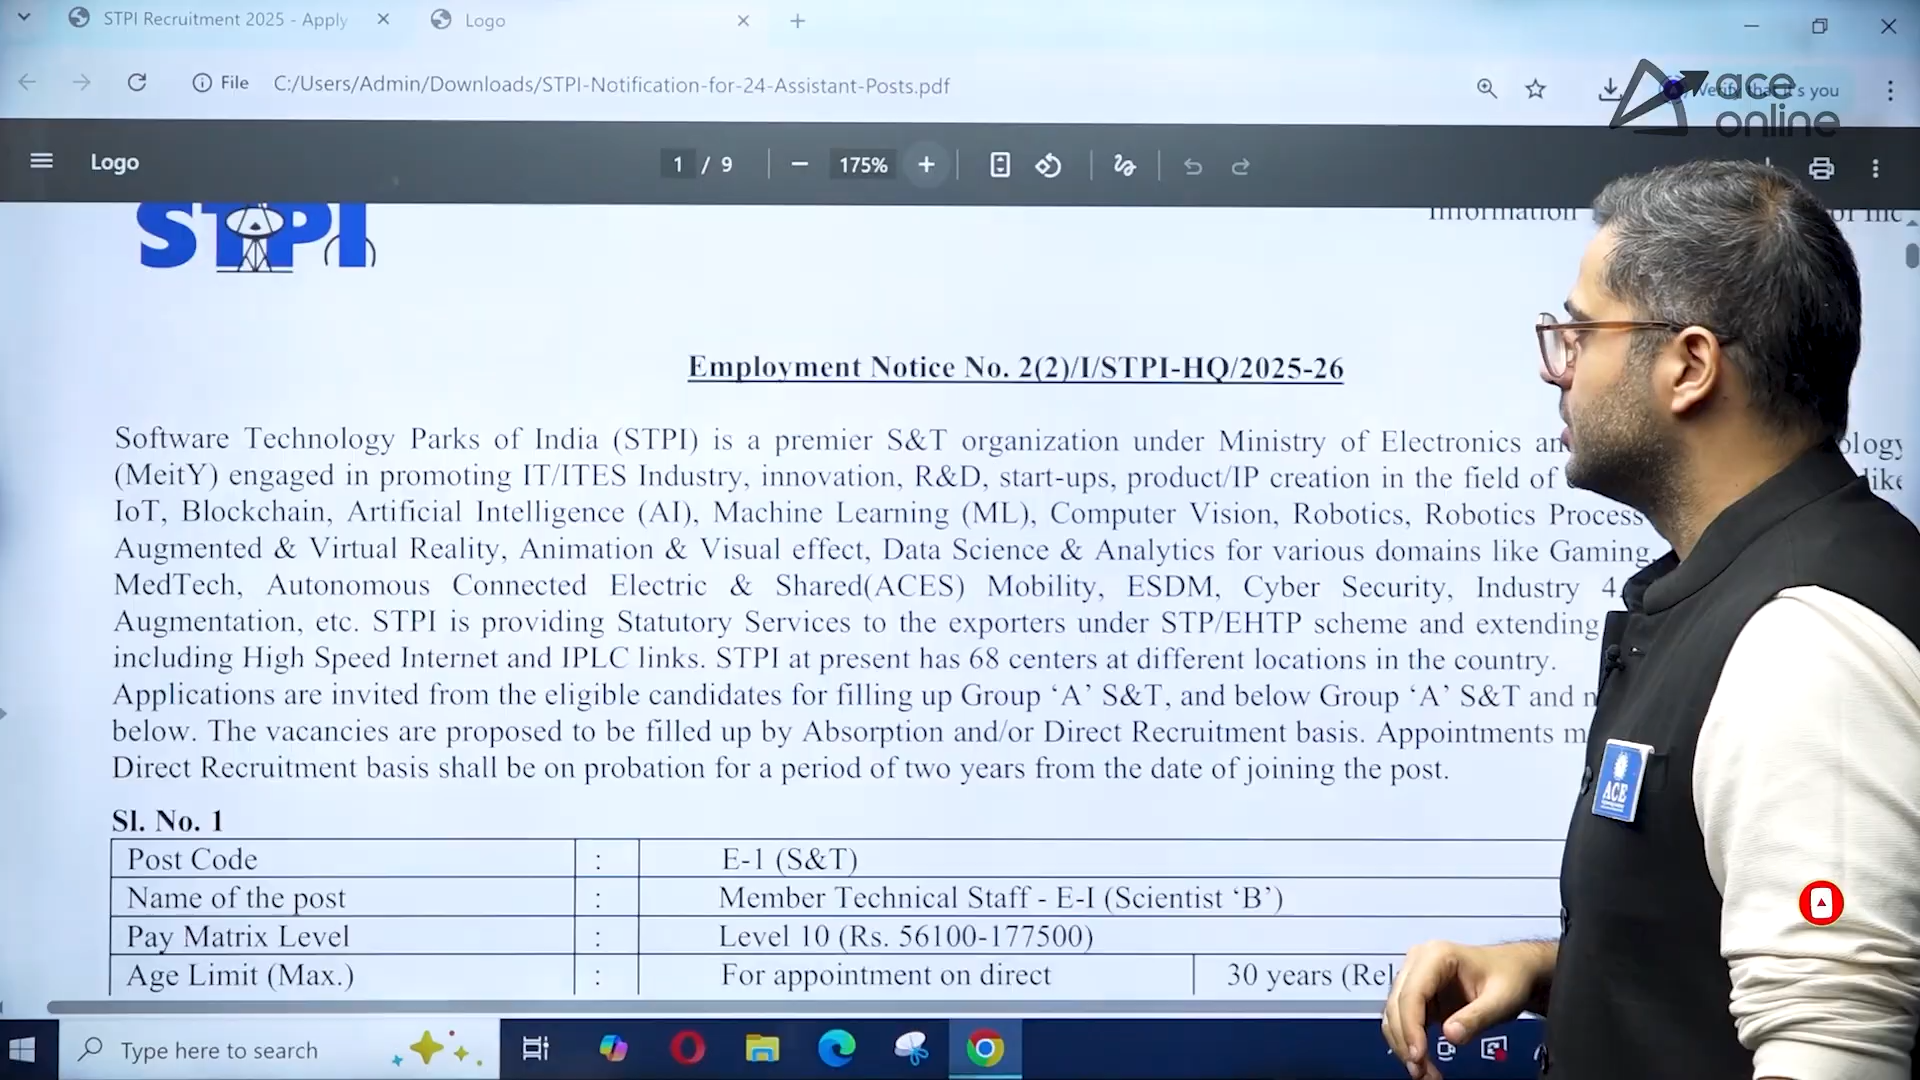 STPI Recruitment 2025 - Apply
Logo
File C:/Users/Admin/Downloads/STPI-Notification-for-24-Assistant-Posts.pdf
Verify that it's you
ace
online
Logo
1 / 9
175%
STPI
Information
Employment Notice No. 2(2)/I/STPI-HQ/2025-26
Software Technology Parks of India (STPI) is a premier S&T organization under Ministry of Electronics an ology
(MeitY) engaged in promoting IT/ITES Industry, innovation, R&D, start-ups, product/IP creation in the field of like
IoT, Blockchain, Artificial Intelligence (AI), Machine Learning (ML), Computer Vision, Robotics, Robotics Process
Augmented & Virtual Reality, Animation & Visual effect, Data Science & Analytics for various domains like Gaming,
MedTech, Autonomous Connected Electric & Shared(ACES) Mobility, ESDM, Cyber Security, Industry 4.
Augmentation, etc. STPI is providing Statutory Services to the exporters under STP/EHTP scheme and extending
including High Speed Internet and IPLC links. STPI at present has 68 centers at different locations in the country.
Applications are invited from the eligible candidates for filling up Group ‘A’ S&T, and below Group ‘A’ S&T and n
below. The vacancies are proposed to be filled up by Absorption and/or Direct Recruitment basis. Appointments m
Direct Recruitment basis shall be on probation for a period of two years from the date of joining the post.
Sl. No. 1
Post Code : E-1 (S&T)
Name of the post : Member Technical Staff - E-I (Scientist ‘B’)
Pay Matrix Level : Level 10 (Rs. 56100-177500)
Age Limit (Max.) : For appointment on direct 30 years (Rel
ACE
Type here to search